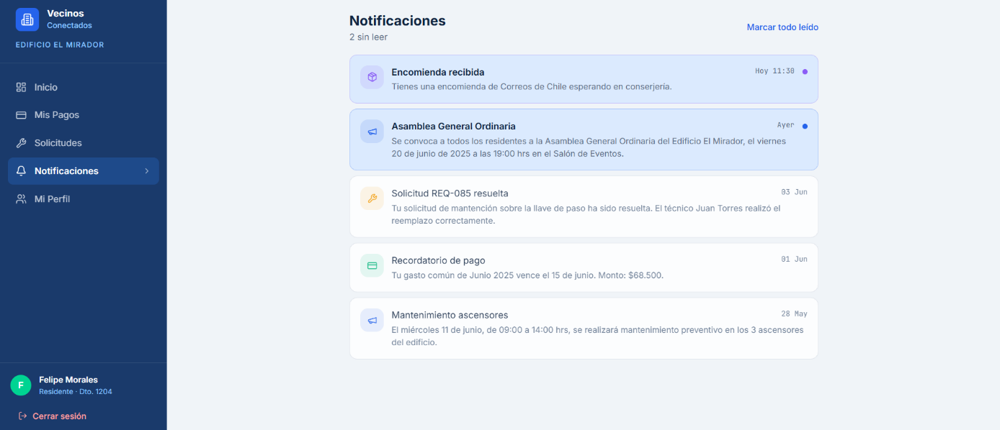 Vecinos
Conectados
EDIFICIO EL MIRADOR
Inicio
Mis Pagos
Solicitudes
Notificaciones
Mi Perfil
Felipe Morales
Residente · Dto. 1204
F
Cerrar sesión
Notificaciones
2 sin leer
Marcar todo leído
Encomienda recibida
Hoy 11:30
Tienes una encomienda de Correos de Chile esperando en conserjería.
Asamblea General Ordinaria
Ayer
Se convoca a todos los residentes a la Asamblea General Ordinaria del Edificio El Mirador, el viernes
20 de junio de 2025 a las 19:00 hrs en el Salón de Eventos.
Solicitud REQ-085 resuelta
03 Jun
Tu solicitud de mantención sobre la llave de paso ha sido resuelta. El técnico Juan Torres realizó el
reemplazo correctamente.
Recordatorio de pago
01 Jun
Tu gasto común de Junio 2025 vence el 15 de junio. Monto: $68.500.
Mantenimiento ascensores
28 May
El miércoles 11 de junio, de 09:00 a 14:00 hrs, se realizará mantenimiento preventivo en los 3 ascensores
del edificio.